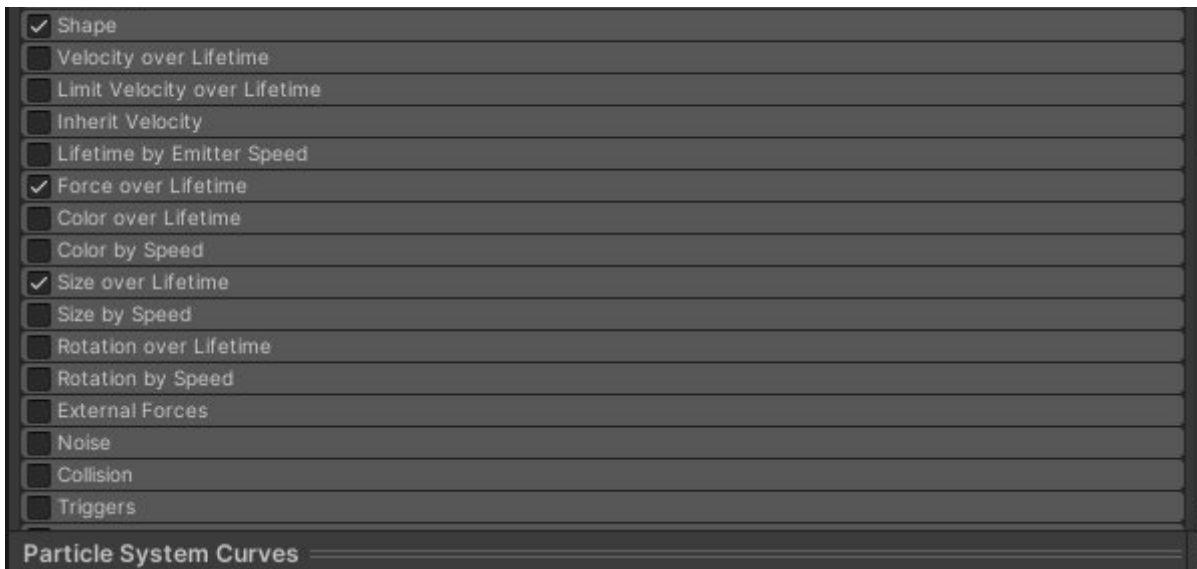 Shape
Velocity over Lifetime
Limit Velocity over Lifetime
Inherit Velocity
Lifetime by Emitter Speed
Force over Lifetime
Color over Lifetime
Color by Speed
Size over Lifetime
Size by Speed
Rotation over Lifetime
Rotation by Speed
External Forces
Noise
Collision
Triggers
Particle System Curves